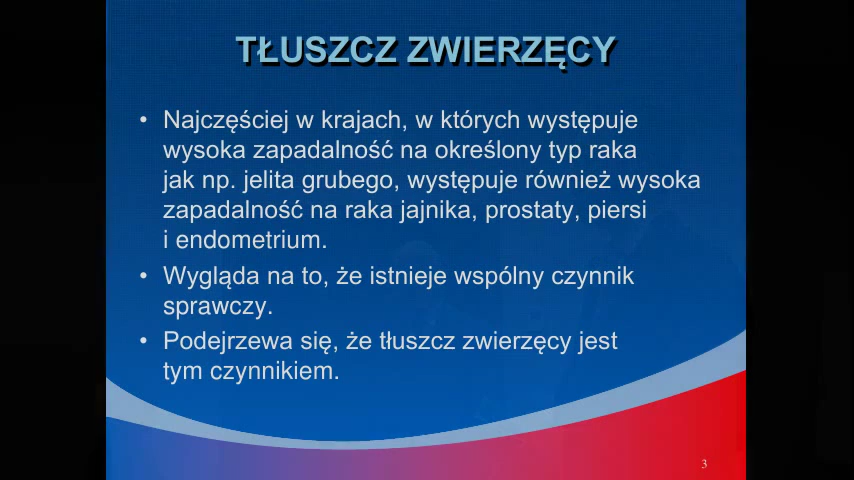 TŁUSZCZ ZWIERZĘCY
• Najczęściej w krajach, w których występuje
wysoka zapadalność na określony typ raka
jak np. jelita grubego, występuje również wysoka
zapadalność na raka jajnika, prostaty, piersi
i endometrium.
• Wygląda na to, że istnieje wspólny czynnik
sprawczy.
• Podejrzewa się, że tłuszcz zwierzęcy jest
tym czynnikiem.
3